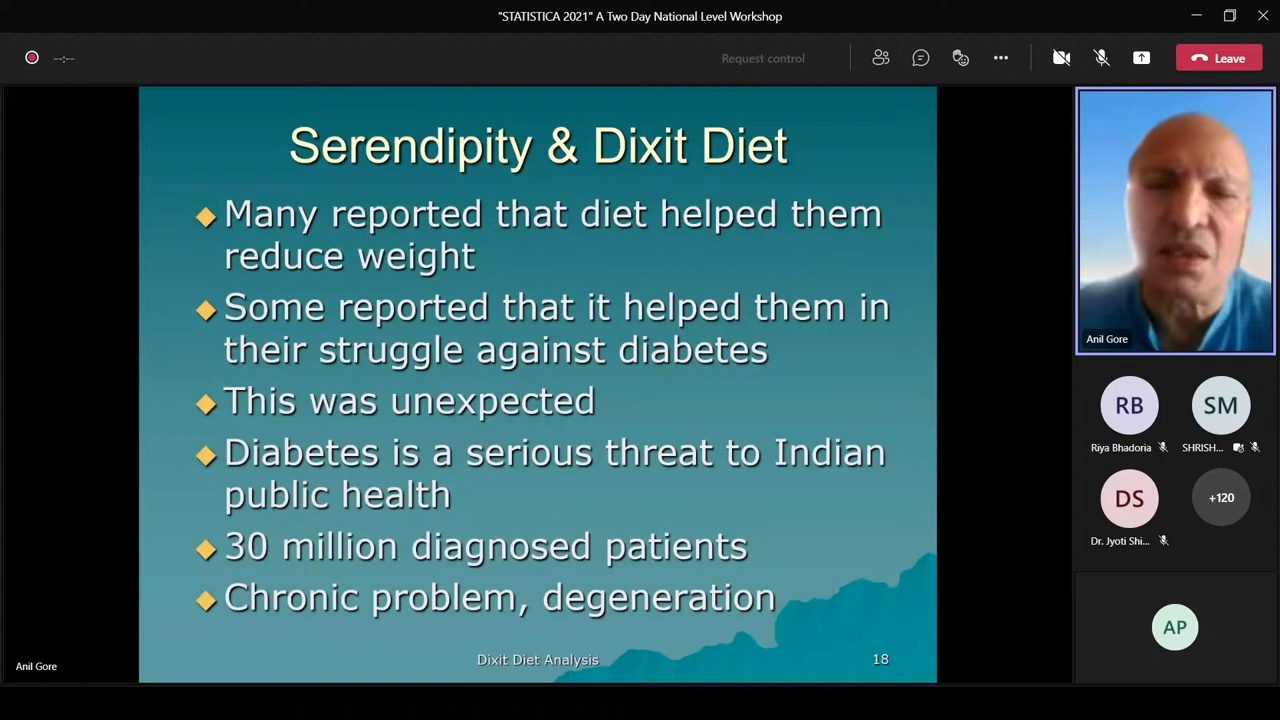 "STATISTICA 2021" A Two Day National Level Workshop
--:--
Request control
Leave
Serendipity & Dixit Diet
Many reported that diet helped them
reduce weight
Some reported that it helped them in
their struggle against diabetes
This was unexpected
Diabetes is a serious threat to Indian
public health
30 million diagnosed patients
Chronic problem, degeneration
Dixit Diet Analysis
18
Anil Gore
Anil Gore
RB
SM
Riya Bhadoria
SHRISH...
DS
+120
Dr. Jyoti Shi...
AP